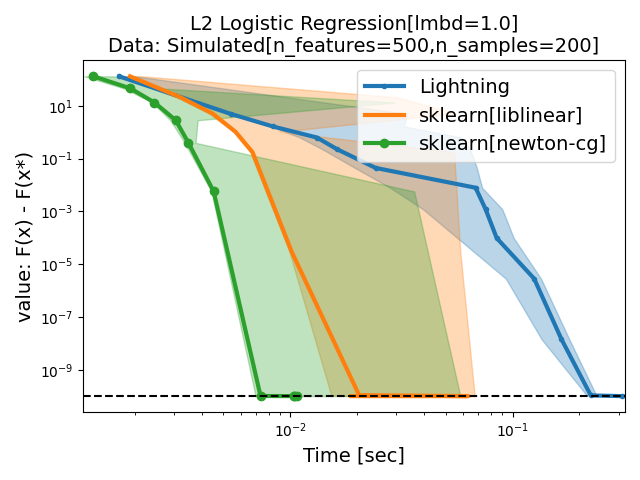 L2 Logistic Regression[lmbd=1.0]
Data: Simulated[n_features=500,n_samples=200]
Lightning
sklearn[liblinear]
sklearn[newton-cg]
value: F(x) - F(x*)
10¹
10⁻¹
10⁻³
10⁻⁵
10⁻⁷
10⁻⁹
10⁻²
10⁻¹
Time [sec]